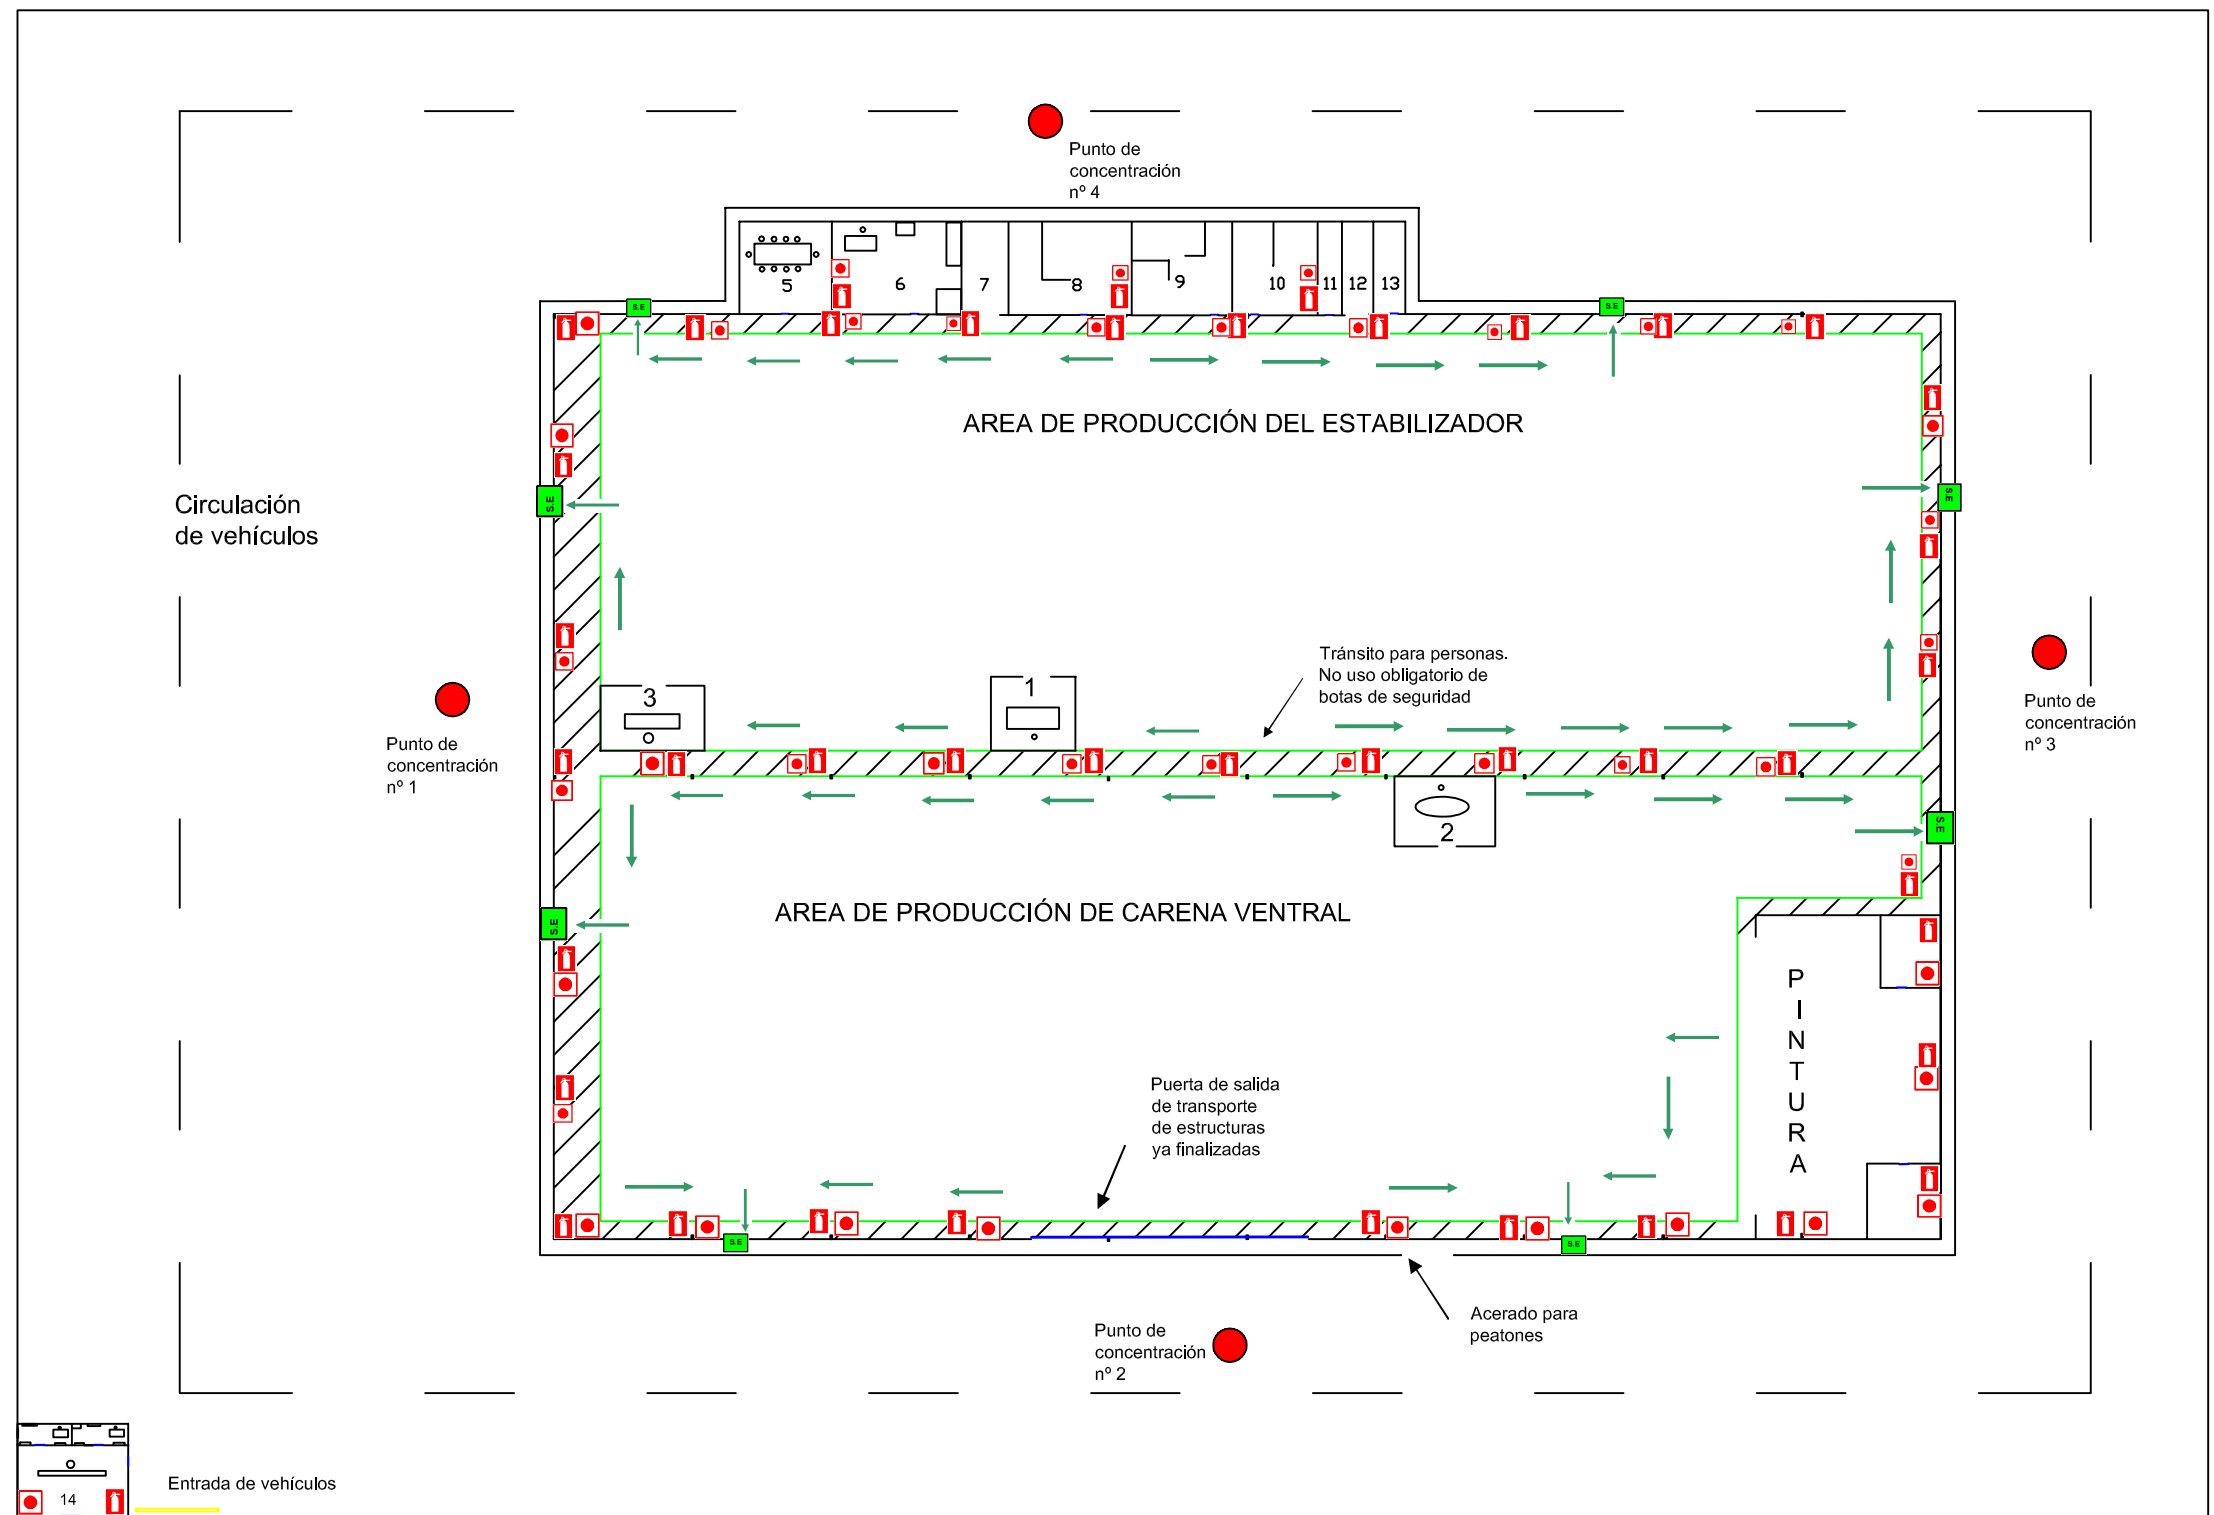 Punto de
concentración
nº 4
5
6
7
8
9
10
11
12
13
S.E
S.E
AREA DE PRODUCCIÓN DEL ESTABILIZADOR
Circulación
de vehículos
S.E
S.E
Tránsito para personas.
No uso obligatorio de
botas de seguridad
3
1
Punto de
concentración
nº 3
Punto de
concentración
nº 1
2
S.E
AREA DE PRODUCCIÓN DE CARENA VENTRAL
S.E
P
I
N
T
U
R
A
Puerta de salida
de transporte
de estructuras
ya finalizadas
S.E
S.E
Acerado para
peatones
Punto de
concentración
nº 2
Entrada de vehículos
14